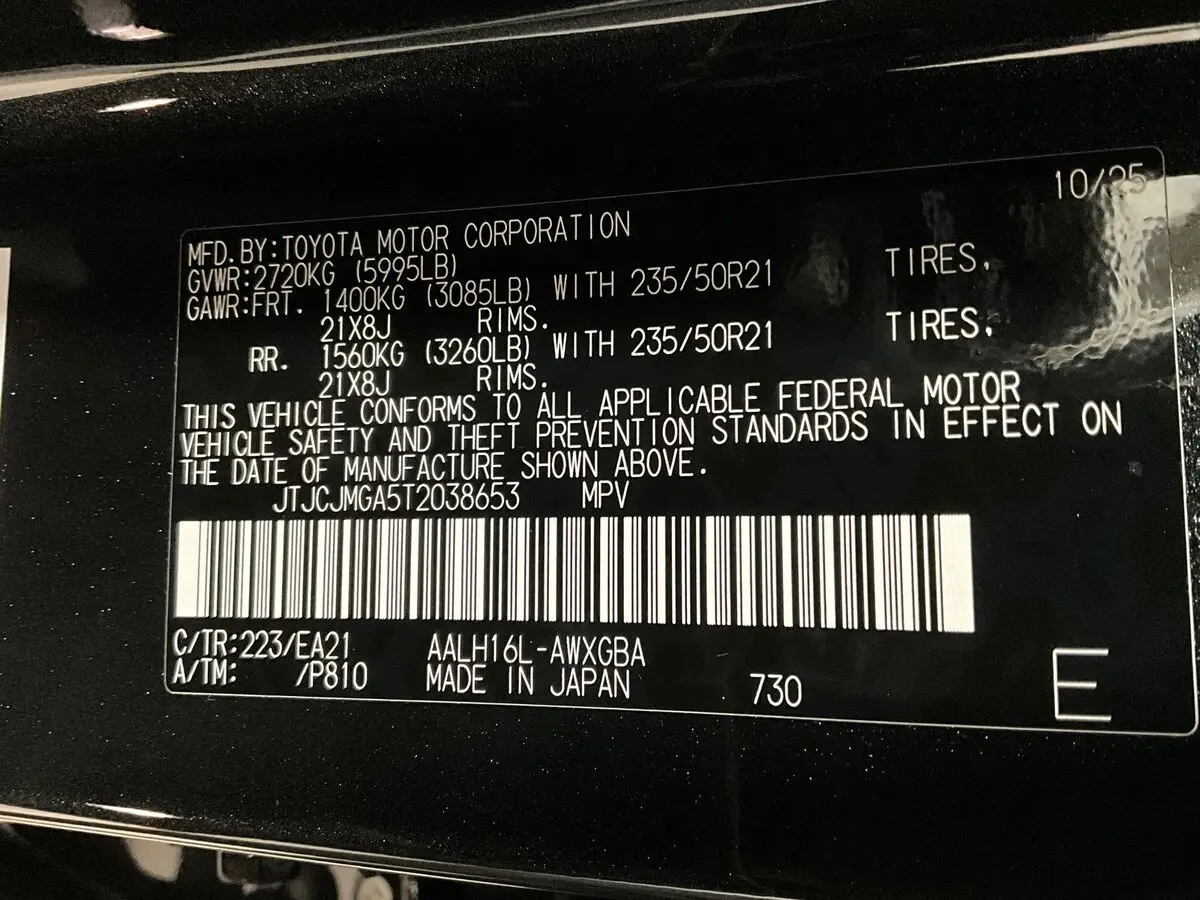 10/25
MFD.BY:TOYOTA MOTOR CORPORATION
GVWR:2720KG (5995LB)
GAWR:FRT. 1400KG (3085LB) WITH 235/50R21 TIRES,
21X8J RIMS.
RR. 1560KG (3260LB) WITH 235/50R21 TIRES,
21X8J RIMS.
THIS VEHICLE CONFORMS TO ALL APPLICABLE FEDERAL MOTOR
VEHICLE SAFETY AND THEFT PREVENTION STANDARDS IN EFFECT ON
THE DATE OF MANUFACTURE SHOWN ABOVE.
JTJCJMGA5T2038653 MPV
C/TR:223/EA21 AALH16L-AWXGBA
A/TM: /P810 MADE IN JAPAN 730
E